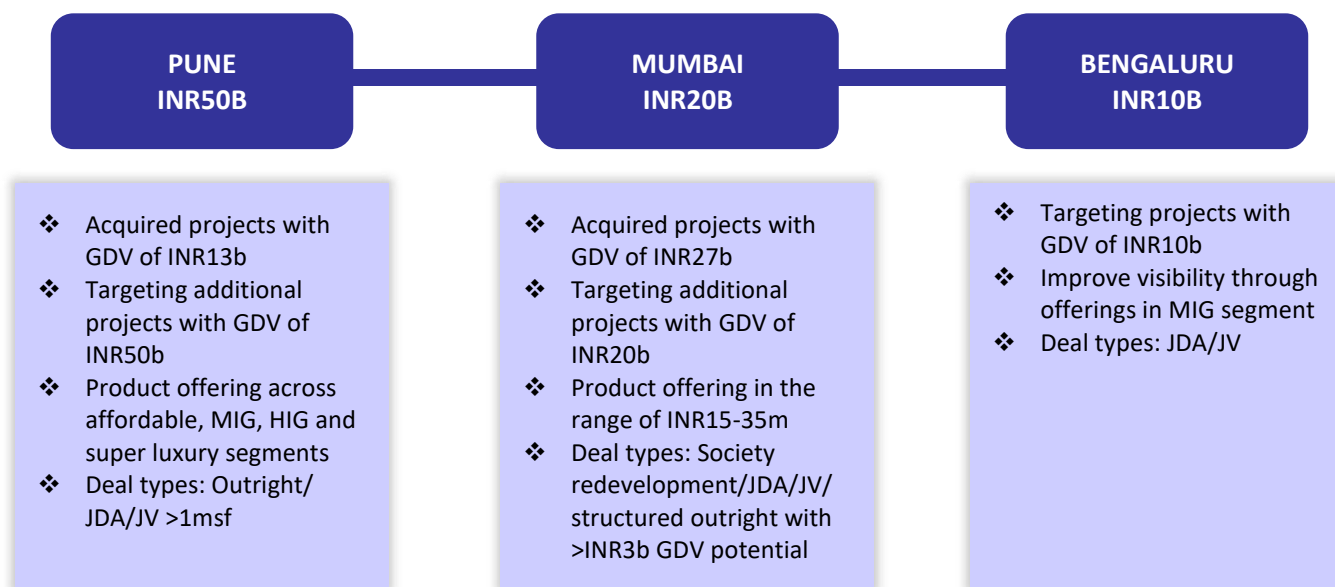 PUNE
INR50B
MUMBAI
INR20B
BENGALURU
INR10B
❖ Acquired projects with
GDV of INR13b
❖ Targeting additional
projects with GDV of
INR50b
❖ Product offering across
affordable, MIG, HIG and
super luxury segments
❖ Deal types: Outright/
JDA/JV >1msf
❖ Acquired projects with
GDV of INR27b
❖ Targeting additional
projects with GDV of
INR20b
❖ Product offering in the
range of INR15-35m
❖ Deal types: Society
redevelopment/JDA/JV/
structured outright with
>INR3b GDV potential
❖ Targeting projects with
GDV of INR10b
❖ Improve visibility through
offerings in MIG segment
❖ Deal types: JDA/JV